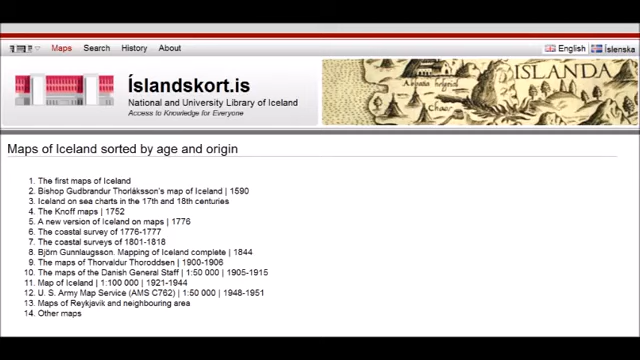 Maps Search History About
English Íslenska
Íslandskort.is
National and University Library of Iceland
Access to Knowledge for Everyone
ISLANDA
Maps of Iceland sorted by age and origin
1. The first maps of Iceland
2. Bishop Gudbrandur Thorláksson's map of Iceland | 1590
3. Iceland on sea charts in the 17th and 18th centuries
4. The Knoff maps | 1752
5. A new version of Iceland on maps | 1776
6. The coastal survey of 1776-1777
7. The coastal surveys of 1801-1818
8. Björn Gunnlaugsson. Mapping of Iceland complete | 1844
9. The maps of Thorvaldur Thoroddsen | 1900-1906
10. The maps of the Danish General Staff | 1:50 000 | 1905-1915
11. Map of Iceland | 1:100 000 | 1921-1944
12. U. S. Army Map Service (AMS C762) | 1:50 000 | 1948-1951
13. Maps of Reykjavík and neighbouring area
14. Other maps